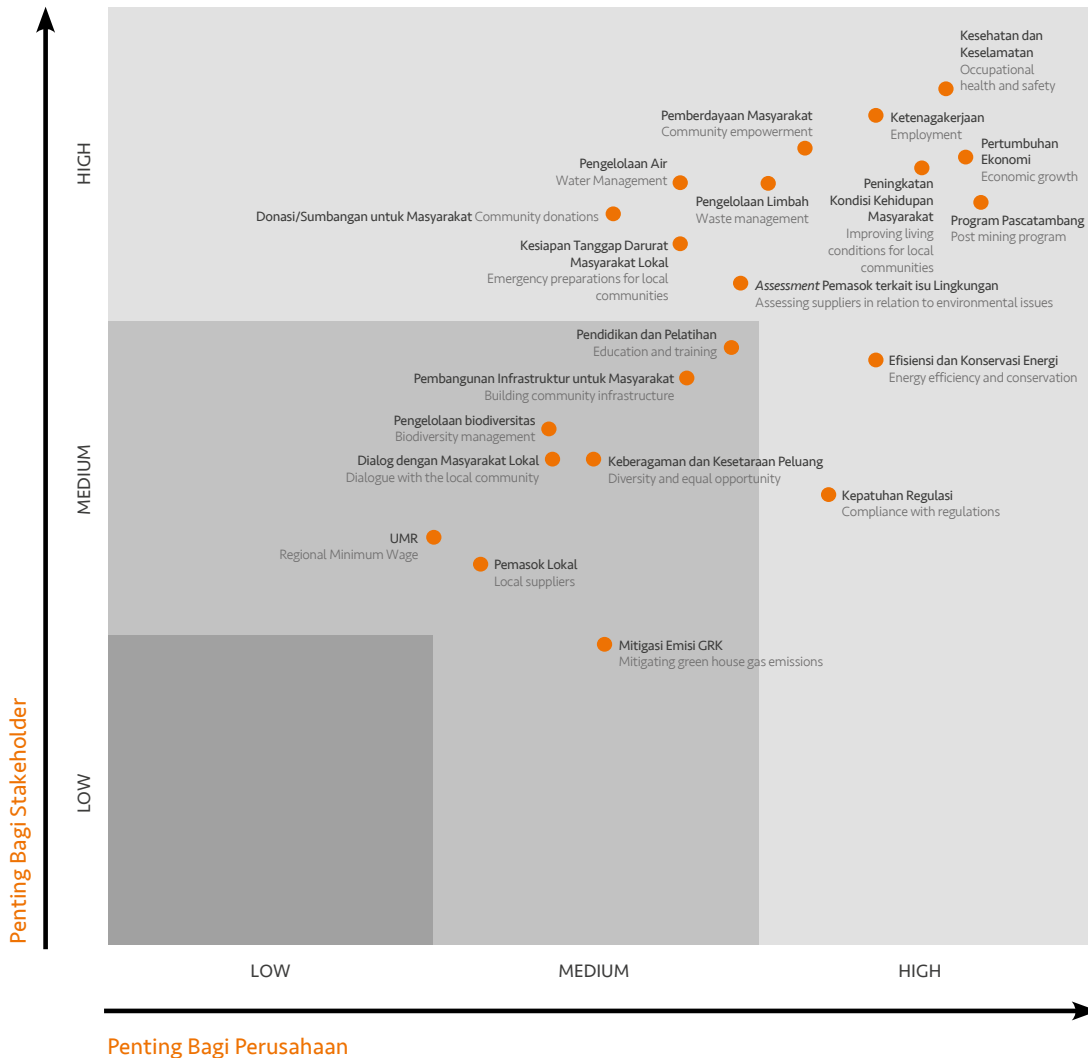 Kesehatan dan
Keselamatan
Occupational
health and safety
Pemberdayaan Masyarakat
Community empowerment
Ketenagakerjaan
Employment
Pertumbuhan
Ekonomi
Economic growth
Pengelolaan Air
Water Management
Pengelolaan Limbah
Waste management
Peningkatan
Kondisi Kehidupan
Masyarakat
Improving living
conditions for local
communities
Program Pascatambang
Post mining program
Donasi/Sumbangan untuk Masyarakat Community donations
Kesiapan Tanggap Darurat
Masyarakat Lokal
Emergency preparations for local
communities
Assessment Pemasok terkait isu Lingkungan
Assessing suppliers in relation to environmental issues
Pendidikan dan Pelatihan
Education and training
Efisiensi dan Konservasi Energi
Energy efficiency and conservation
Pembangunan Infrastruktur untuk Masyarakat
Building community infrastructure
Pengelolaan biodiversitas
Biodiversity management
Dialog dengan Masyarakat Lokal
Dialogue with the local community
Keberagaman dan Kesetaraan Peluang
Diversity and equal opportunity
Kepatuhan Regulasi
Compliance with regulations
UMR
Regional Minimum Wage
Pemasok Lokal
Local suppliers
Mitigasi Emisi GRK
Mitigating green house gas emissions
HIGH
MEDIUM
LOW
Penting Bagi Stakeholder
LOW
MEDIUM
HIGH
Penting Bagi Perusahaan